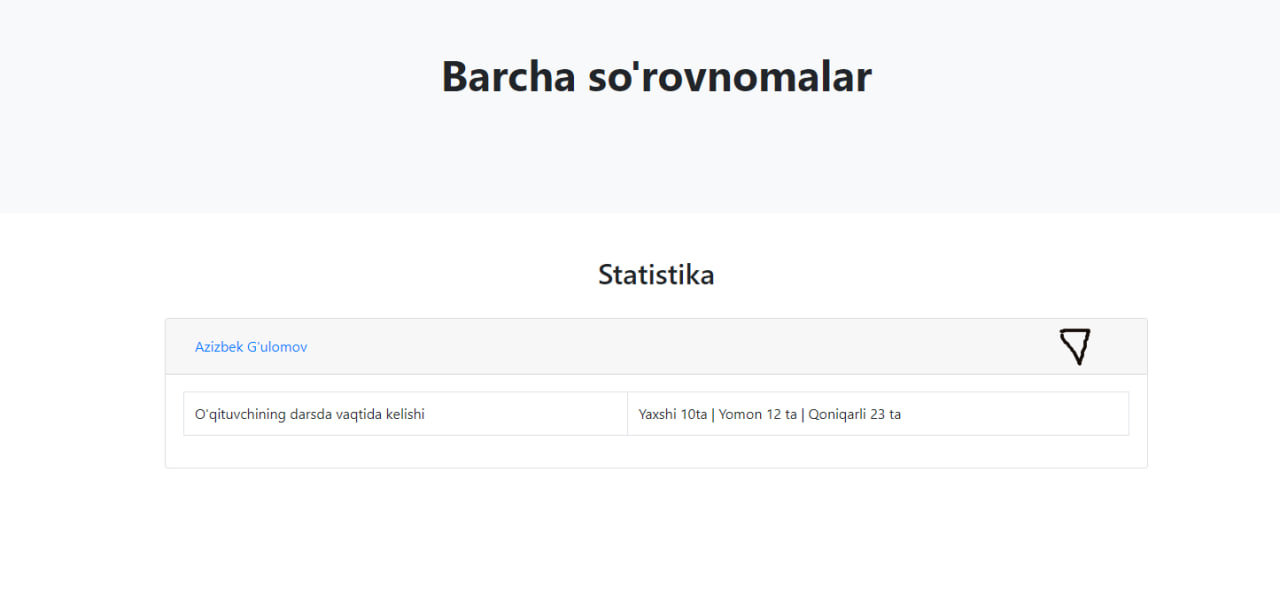 Barcha so'rovnomalar
Statistika
Azizbek G'ulomov
O'qituvchining darsda vaqtida kelishi
Yaxshi 10ta | Yomon 12 ta | Qoniqarli 23 ta